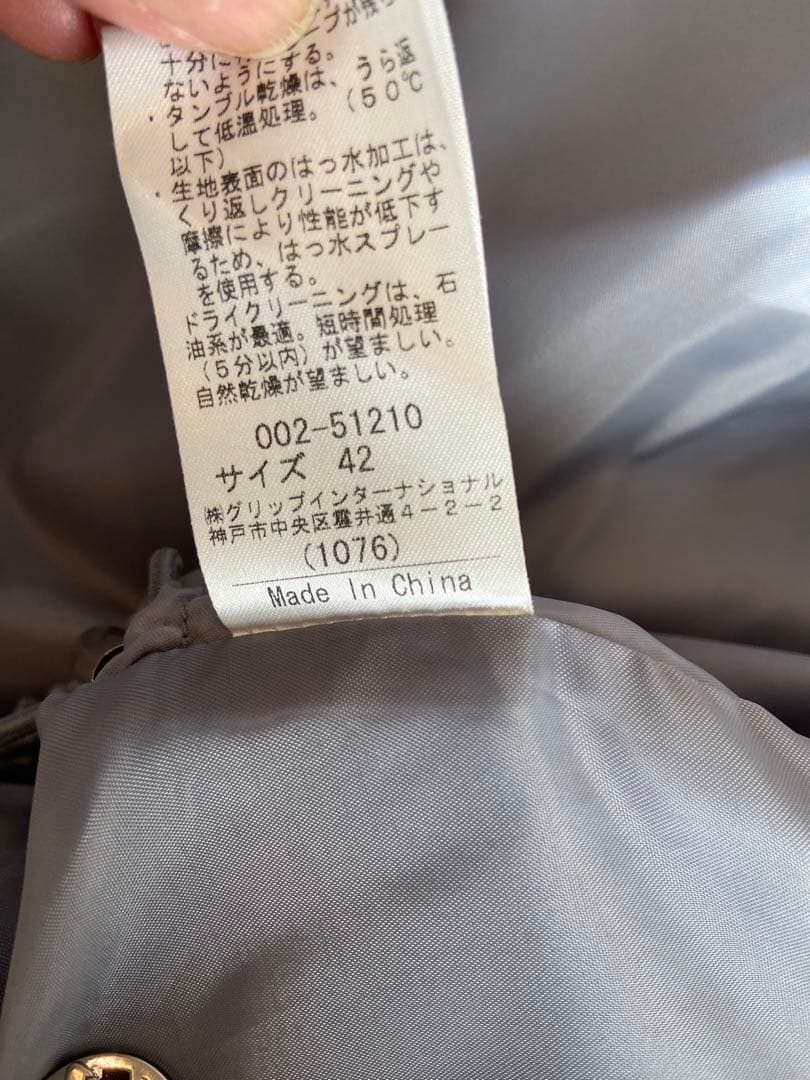 十分に
ないようにする。
・タンブル乾燥は、うら返
して低温処理。(50℃
以下)
・生地表面のはっ水加工は、
くり返しクリーニングや
摩擦により性能が低下す
るため、はっ水スプレー
を使用する。
ドライクリーニングは、石
油系が最適。短時間処理
(5分以内)が望ましい。
自然乾燥が望ましい。
002-51210
サイズ 42
㈱グリップインターナショナル
神戸市中央区雲井通4-2-2
(1076)
Made In China